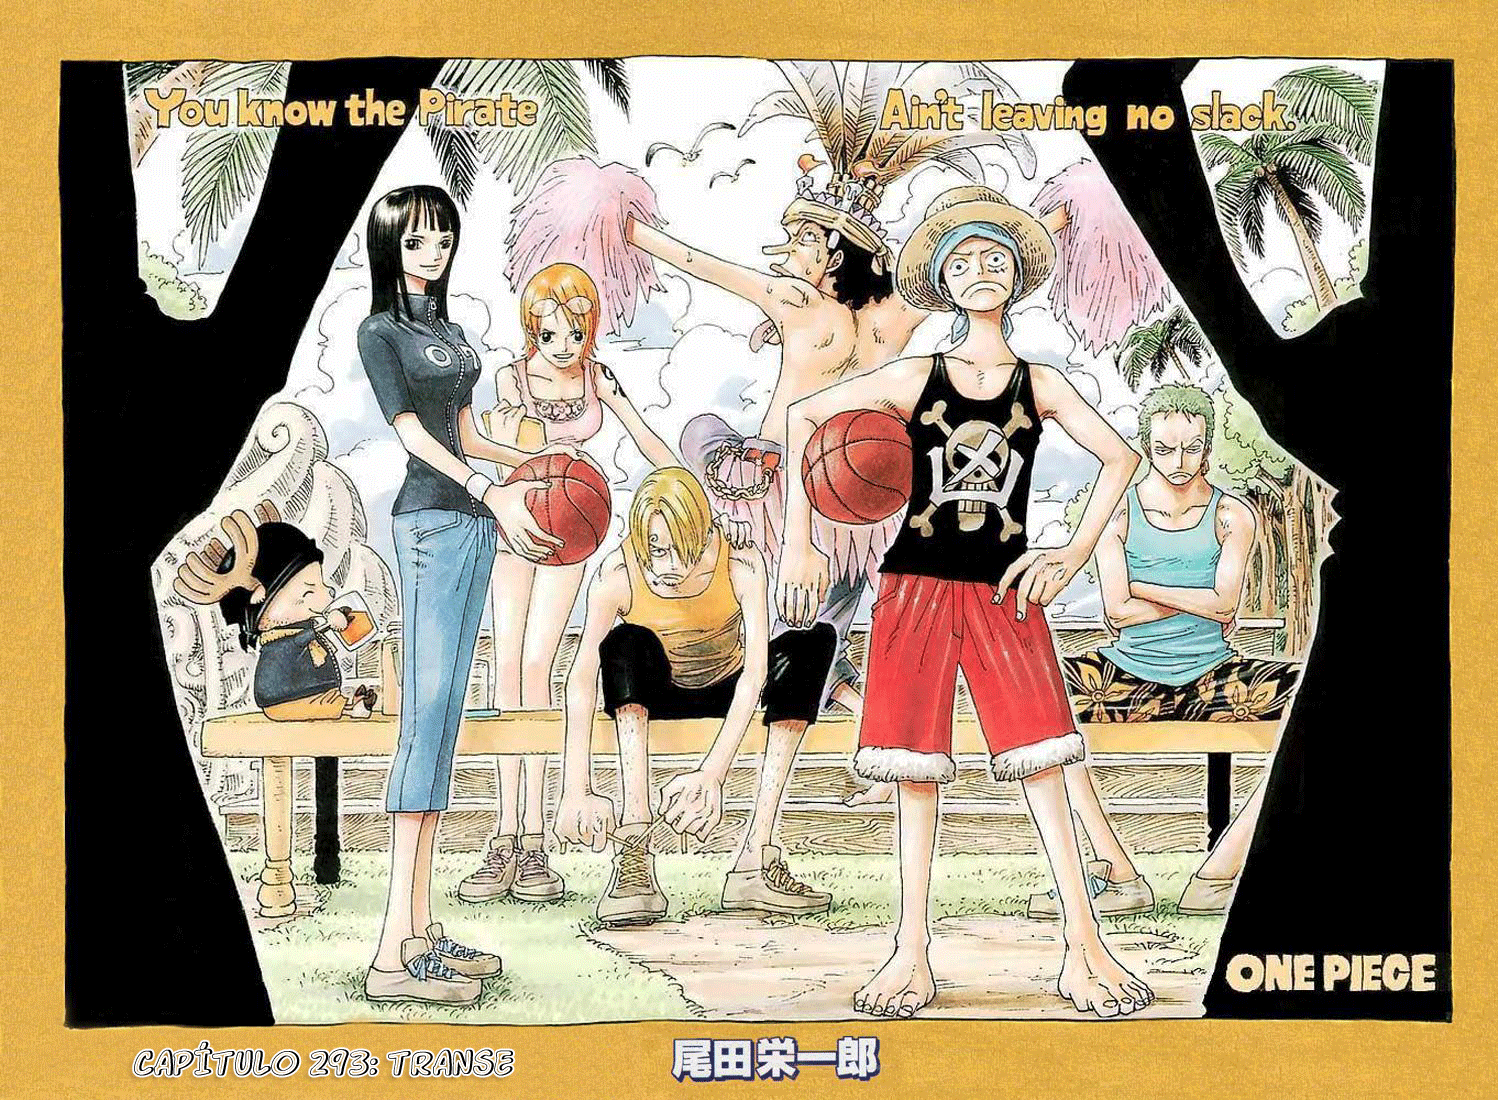 You know the Pirate
Ain't leaving no slack.
ONE PIECE
CAPÍTULO 293: TRANSE
尾田栄一郎